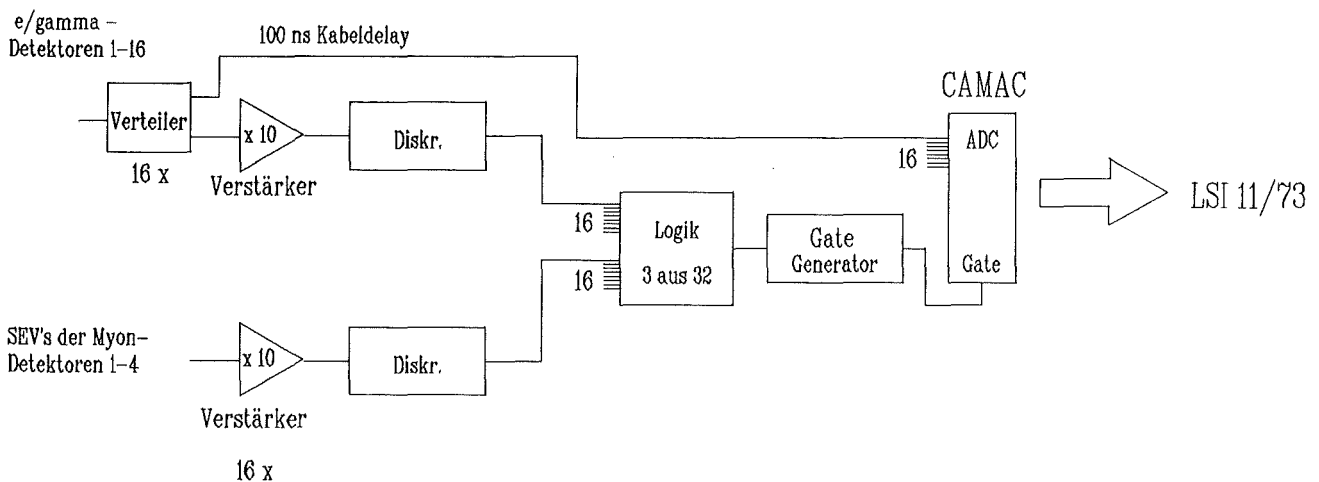 e/gamma -
Detektoren 1-16
100 ns Kabeldelay
Verteiler
16 x
x 10
Verstärker
Diskr.
CAMAC
ADC
16
Gate
LSI 11/73
16
16
Logik
3 aus 32
Gate
Generator
SEV's der Myon-
Detektoren 1-4
x 10
Verstärker
16 x
Diskr.